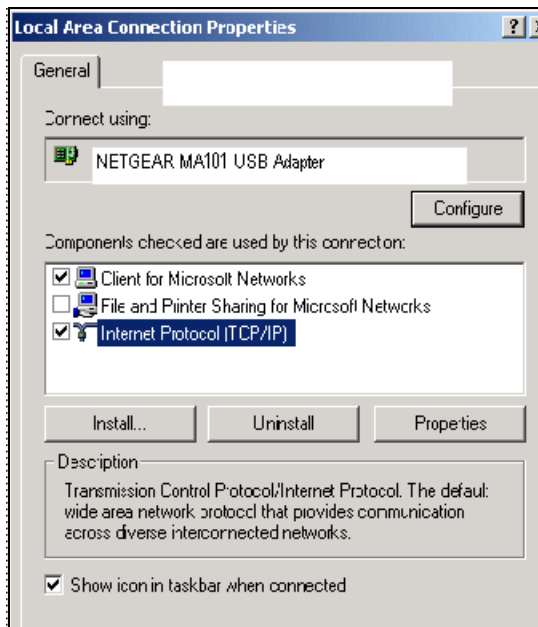 Local Area Connection Properties
General
Connect using:
NETGEAR MA101 USB Adapter
Configure
Components checked are used by this connection:
Client for Microsoft Networks
File and Printer Sharing for Microsoft Networks
Internet Protocol (TCP/IP)
Install...
Uninstall
Properties
Description
Transmission Control Protocol/Internet Protocol. The default
wide area network protocol that provides communication
across diverse interconnected networks.
Show icon in taskbar when connected